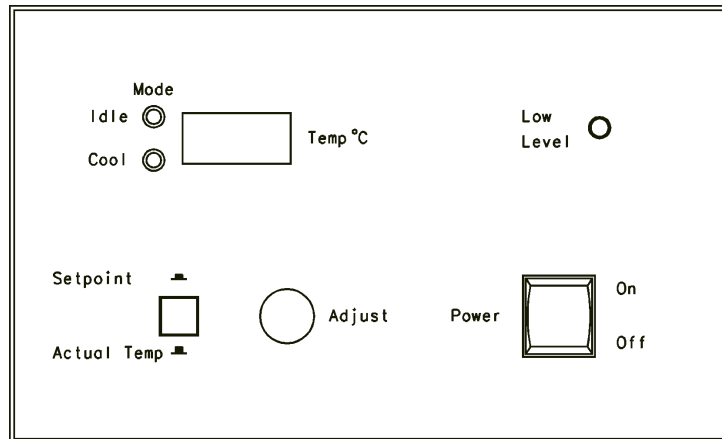 Mode
Idle
Cool
Temp °C
Low
Level
Setpoint
Actual Temp
Adjust
Power
On
Off